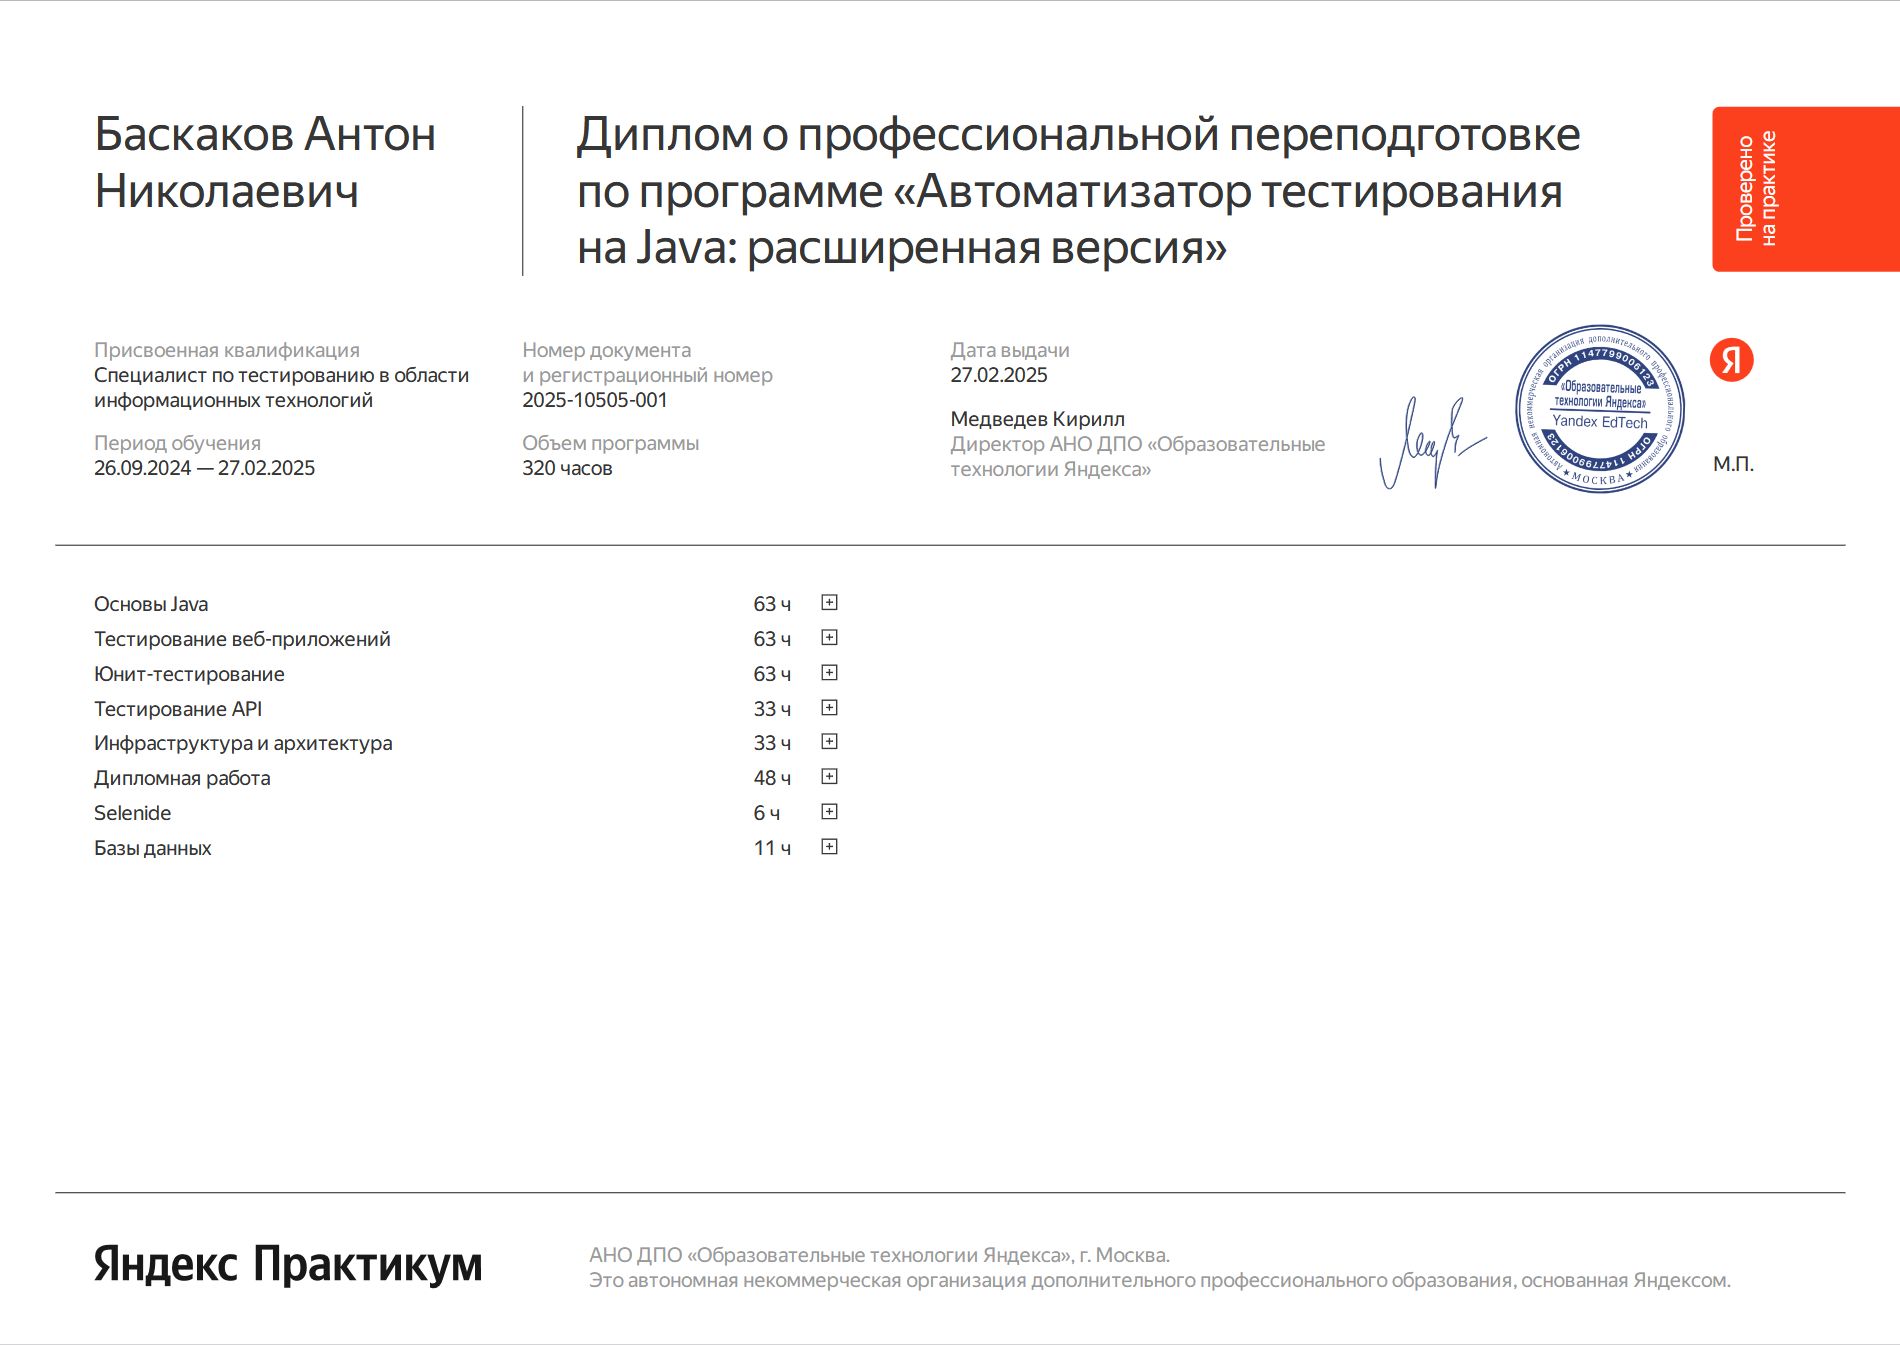 Баскаков Антон
Николаевич
Диплом о профессиональной переподготовке
по программе «Автоматизатор тестирования
на Java: расширенная версия»
Проверено
на практике
Присвоенная квалификация
Специалист по тестированию в области
информационных технологий
Период обучения
26.09.2024 — 27.02.2025
Номер документа
и регистрационный номер
2025-10505-001
Объем программы
320 часов
Дата выдачи
27.02.2025
Медведев Кирилл
Директор АНО ДПО «Образовательные
технологии Яндекса»
Автономная некоммерческая организация дополнительного профессионального образования
ОГРН 1147799006123
«Образовательные
технологии Яндекса»
Yandex EdTech
ОГРН 1147799006123
★ МОСКВА ★
Я
М.П.
Основы Java 63 ч
Тестирование веб-приложений 63 ч
Юнит-тестирование 63 ч
Тестирование API 33 ч
Инфраструктура и архитектура 33 ч
Дипломная работа 48 ч
Selenide 6 ч
Базы данных 11 ч
Яндекс Практикум
АНО ДПО «Образовательные технологии Яндекса», г. Москва.
Это автономная некоммерческая организация дополнительного профессионального образования, основанная Яндексом.